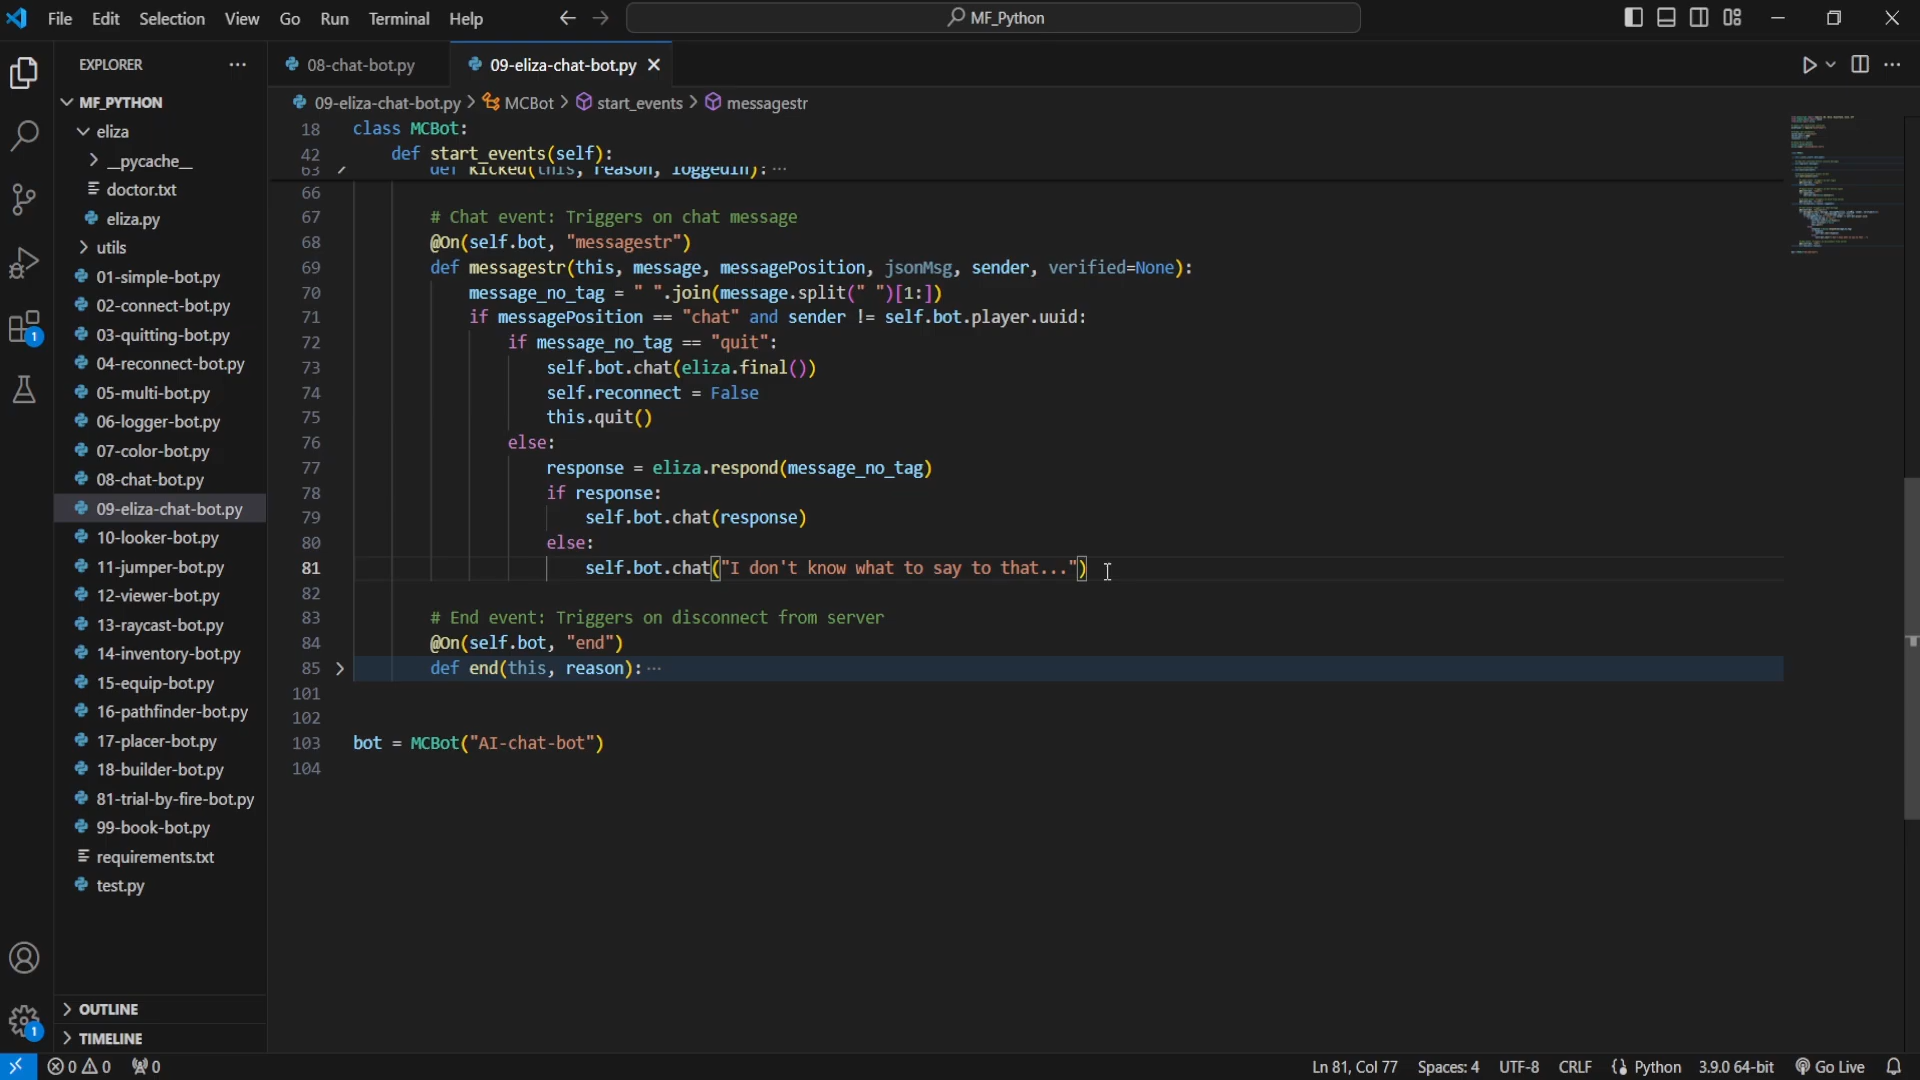 File Edit Selection View Go Run Terminal Help
MF_Python
EXPLORER
MF_PYTHON
eliza
__pycache__
doctor.txt
eliza.py
utils
01-simple-bot.py
02-connect-bot.py
03-quitting-bot.py
04-reconnect-bot.py
05-multi-bot.py
06-logger-bot.py
07-color-bot.py
08-chat-bot.py
09-eliza-chat-bot.py
10-looker-bot.py
11-jumper-bot.py
12-viewer-bot.py
13-raycast-bot.py
14-inventory-bot.py
15-equip-bot.py
16-pathfinder-bot.py
17-placer-bot.py
18-builder-bot.py
81-trial-by-fire-bot.py
99-book-bot.py
requirements.txt
test.py
OUTLINE
TIMELINE
1
1
08-chat-bot.py 09-eliza-chat-bot.py
09-eliza-chat-bot.py > MCBot > start_events > messagestr
18 class MCBot:
42 def start_events(self):
63 def kicked(this, reason, loggedIn): ...
66
67 # Chat event: Triggers on chat message
68 @On(self.bot, "messagestr")
69 def messagestr(this, message, messagePosition, jsonMsg, sender, verified=None):
70 message_no_tag = " ".join(message.split(" ")[1:])
71 if messagePosition == "chat" and sender != self.bot.player.uuid:
72 if message_no_tag == "quit":
73 self.bot.chat(eliza.final())
74 self.reconnect = False
75 this.quit()
76 else:
77 response = eliza.respond(message_no_tag)
78 if response:
79 self.bot.chat(response)
80 else:
81 self.bot.chat("I don't know what to say to that...")
82
83 # End event: Triggers on disconnect from server
84 @On(self.bot, "end")
85 def end(this, reason): ...
101
102
103 bot = MCBot("AI-chat-bot")
104
0 0 0 Ln 81, Col 77 Spaces: 4 UTF-8 CRLF Python 3.9.0 64-bit Go Live